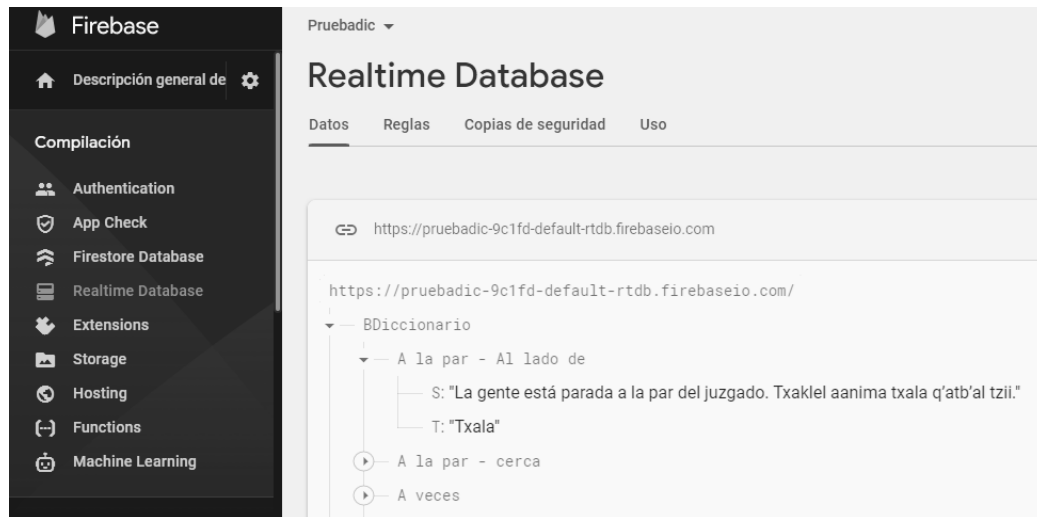 Firebase
Descripción general de
Compilación
Authentication
App Check
Firestore Database
Realtime Database
Extensions
Storage
Hosting
Functions
Machine Learning
Pruebadic
Realtime Database
Datos Reglas Copias de seguridad Uso
https://pruebadic-9c1fd-default-rtdb.firebaseio.com
https://pruebadic-9c1fd-default-rtdb.firebaseio.com/
BDiccionario
A la par - Al lado de
S: "La gente está parada a la par del juzgado. Txaklel aanima txala q’atb’al tzii."
T: "Txala"
A la par - cerca
A veces